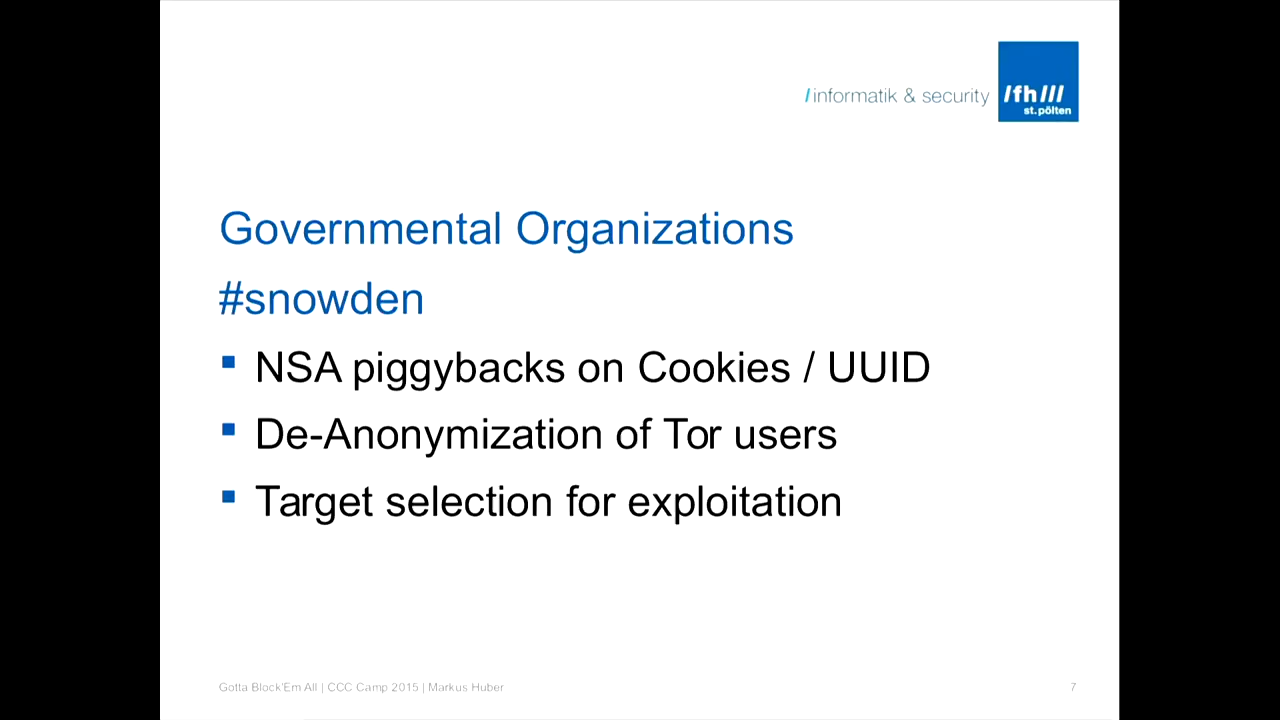 /informatik & security
/fh///
st.pölten
Governmental Organizations
#snowden
▪ NSA piggybacks on Cookies / UUID
▪ De-Anonymization of Tor users
▪ Target selection for exploitation
Gotta Block'Em All | CCC Camp 2015 | Markus Huber
7